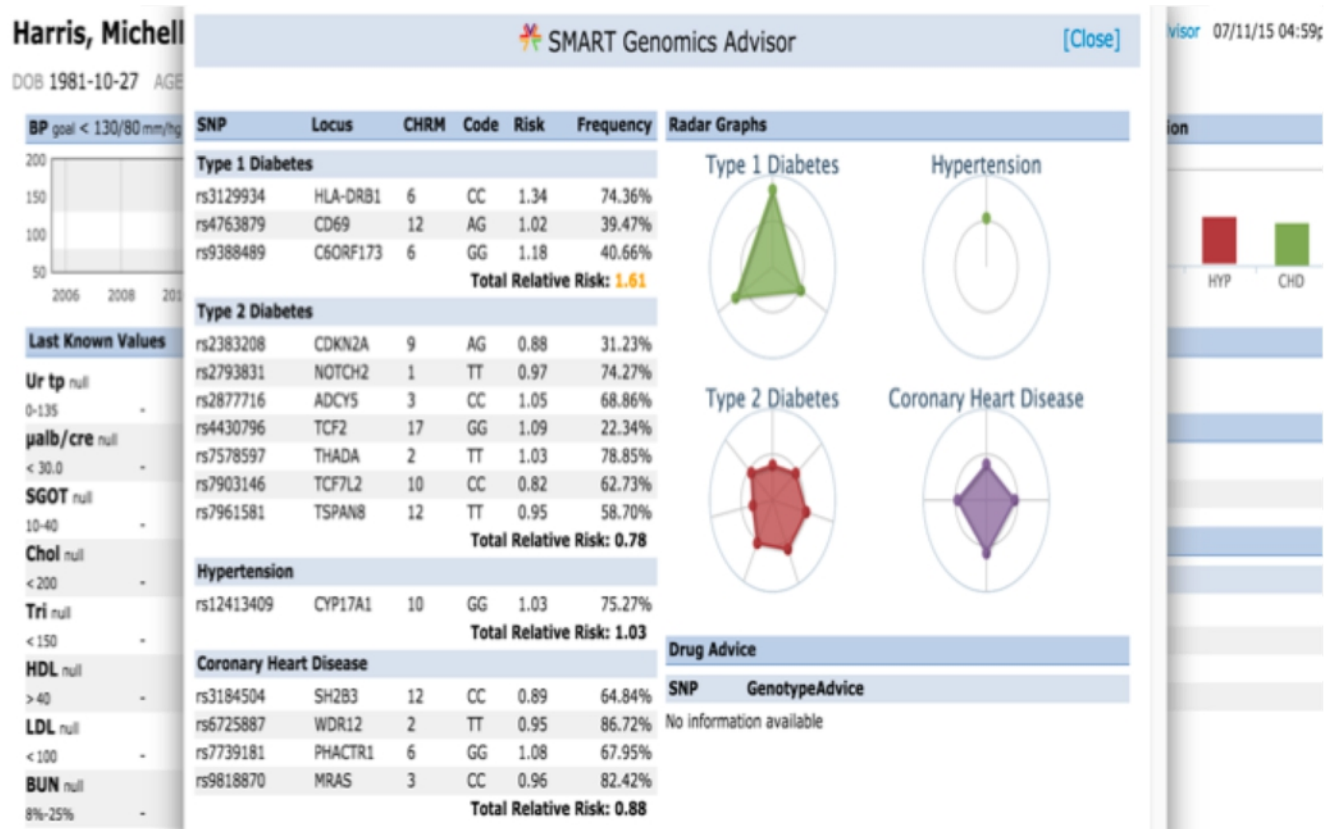 Harris, Michell
DOB 1981-10-27 AGE
BP goal < 130/80 mm/hg
200
150
100
50
2006 2008 201
Last Known Values
Ur tp null
0-135 -
µalb/cre null
< 30.0 -
SGOT null
10-40 -
Chol null
< 200 -
Tri null
< 150 -
HDL null
> 40 -
LDL null
< 100 -
BUN null
8%-25% -
SMART Genomics Advisor [Close]
SNP Locus CHRM Code Risk Frequency
Type 1 Diabetes
rs3129934 HLA-DRB1 6 CC 1.34 74.36%
rs4763879 CD69 12 AG 1.02 39.47%
rs9388489 C6ORF173 6 GG 1.18 40.66%
Total Relative Risk: 1.61
Type 2 Diabetes
rs2383208 CDKN2A 9 AG 0.88 31.23%
rs2793831 NOTCH2 1 TT 0.97 74.27%
rs2877716 ADCY5 3 CC 1.05 68.86%
rs4430796 TCF2 17 GG 1.09 22.34%
rs7578597 THADA 2 TT 1.03 78.85%
rs7903146 TCF7L2 10 CC 0.82 62.73%
rs7961581 TSPAN8 12 TT 0.95 58.70%
Total Relative Risk: 0.78
Hypertension
rs12413409 CYP17A1 10 GG 1.03 75.27%
Total Relative Risk: 1.03
Coronary Heart Disease
rs3184504 SH2B3 12 CC 0.89 64.84%
rs6725887 WDR12 2 TT 0.95 86.72%
rs7739181 PHACTR1 6 GG 1.08 67.95%
rs9818870 MRAS 3 CC 0.96 82.42%
Total Relative Risk: 0.88
Radar Graphs
Type 1 Diabetes Hypertension
Type 2 Diabetes Coronary Heart Disease
Drug Advice
SNP GenotypeAdvice
No information available
visor 07/11/15 04:59p
ion
HYP CHD